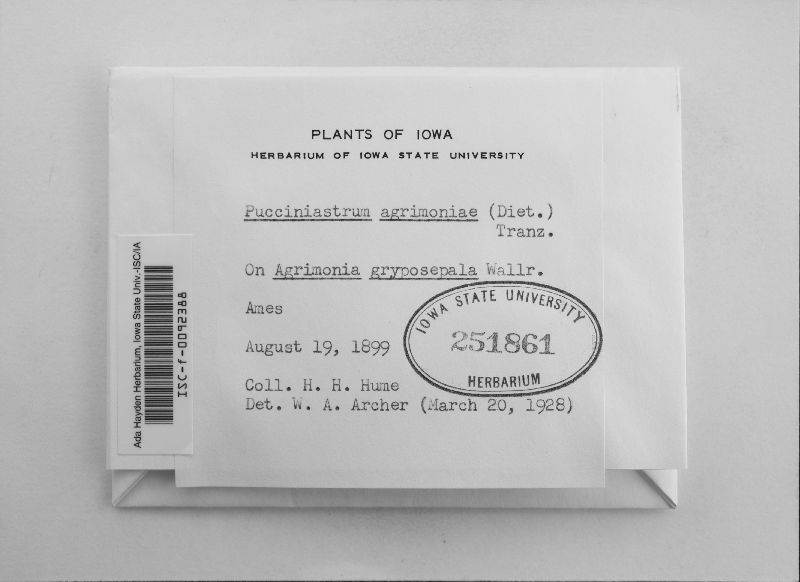 PLANTS OF IOWA
HERBARIUM OF IOWA STATE UNIVERSITY
Pucciniastrum agrimoniae (Diet.)
Tranz.
On Agrimonia gryposepala Wallr.
Ames
August 19, 1899
Coll. H. H. Hume
Det. W. A. Archer (March 20, 1928)
IOWA STATE UNIVERSITY
251861
HERBARIUM
Ada Hayden Herbarium, Iowa State Univ.-ISC/IA
ISC-f-0092388